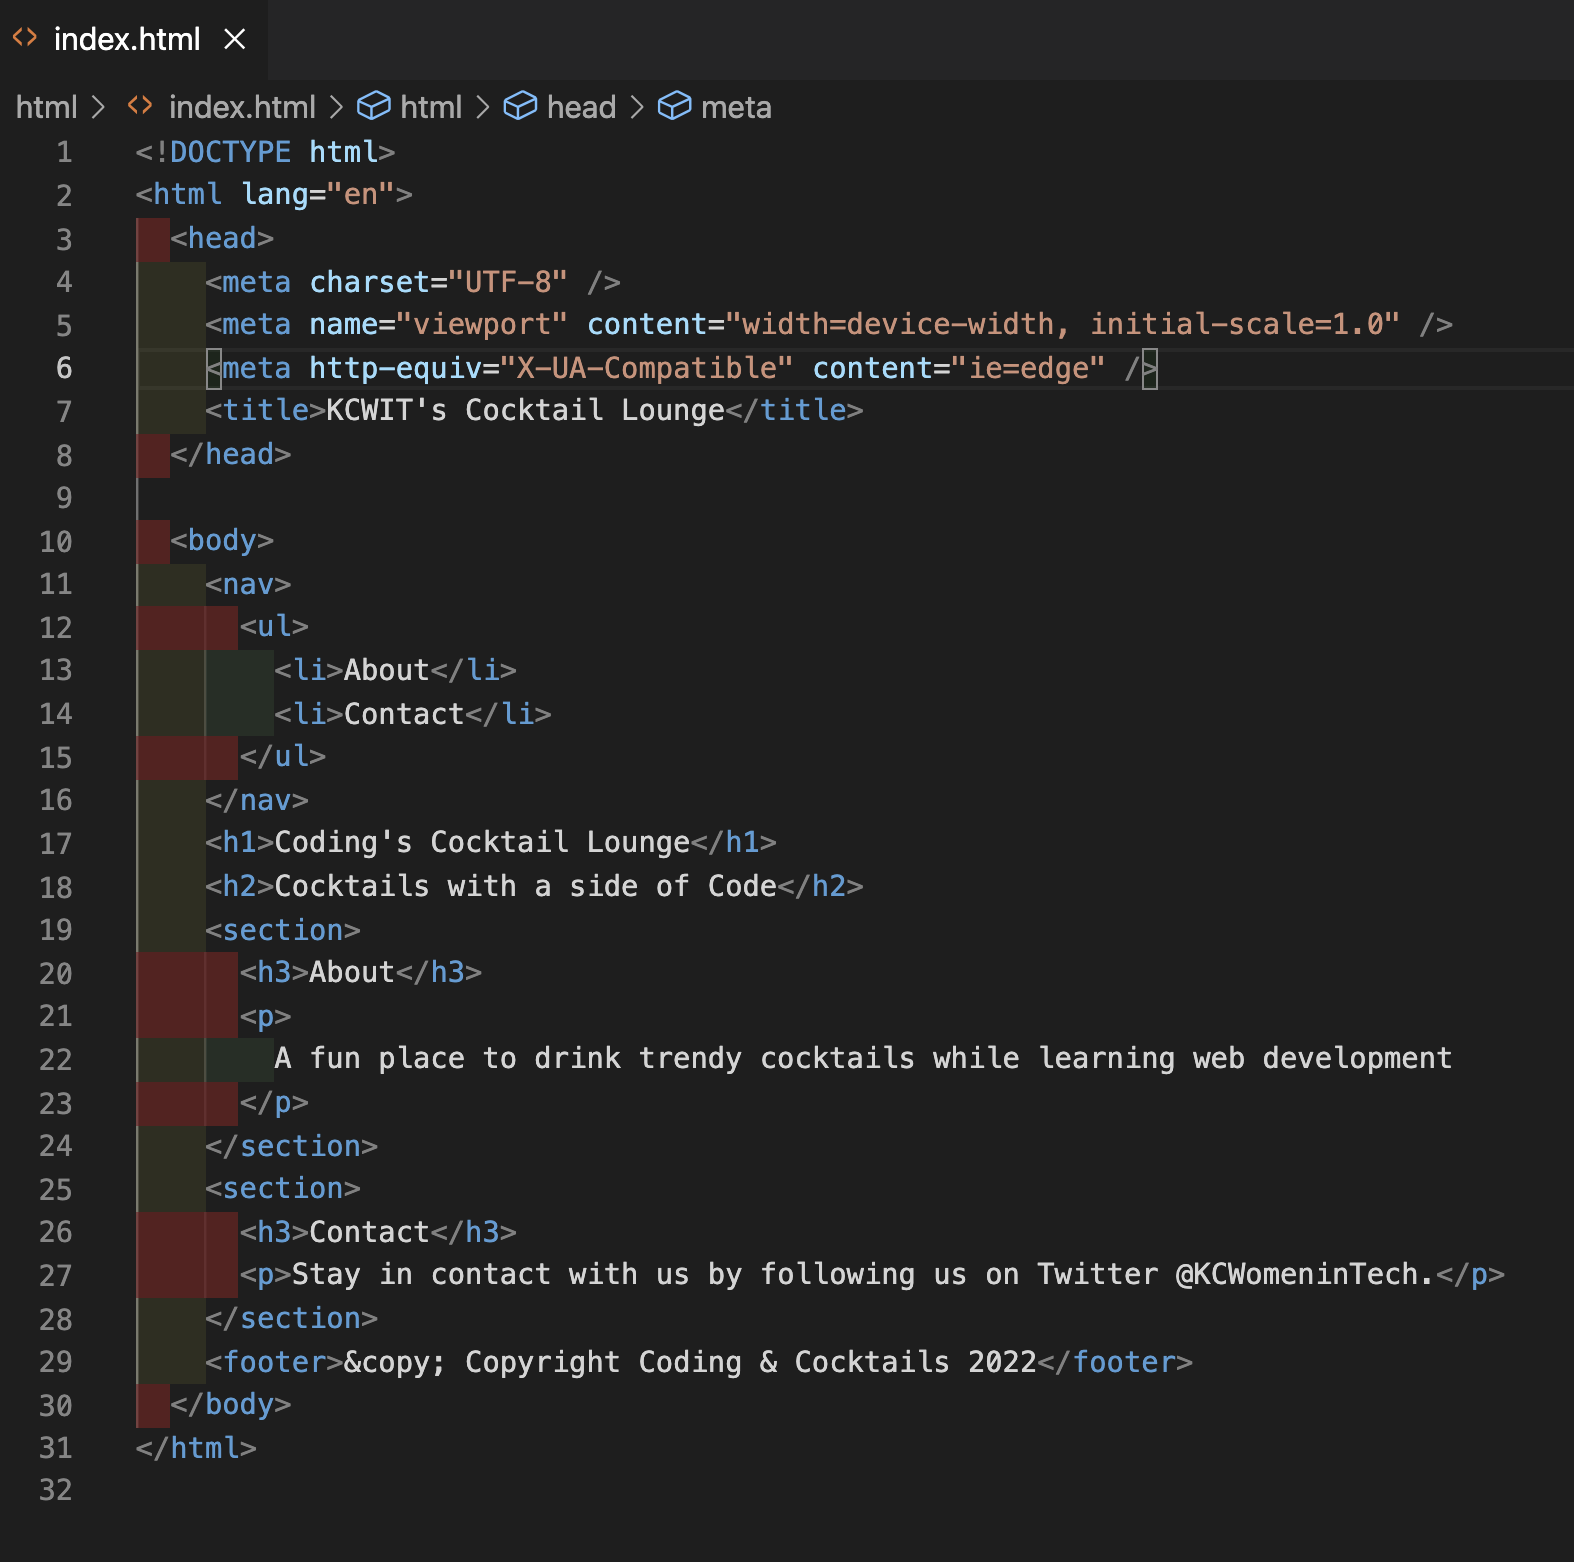 index.html
html > index.html > html > head > meta
1 <!DOCTYPE html>
2 <html lang="en">
3   <head>
4     <meta charset="UTF-8" />
5     <meta name="viewport" content="width=device-width, initial-scale=1.0" />
6     <meta http-equiv="X-UA-Compatible" content="ie=edge" />
7     <title>KCWIT's Cocktail Lounge</title>
8   </head>
9
10   <body>
11     <nav>
12       <ul>
13         <li>About</li>
14         <li>Contact</li>
15       </ul>
16     </nav>
17     <h1>Coding's Cocktail Lounge</h1>
18     <h2>Cocktails with a side of Code</h2>
19     <section>
20       <h3>About</h3>
21       <p>
22         A fun place to drink trendy cocktails while learning web development
23       </p>
24     </section>
25     <section>
26       <h3>Contact</h3>
27       <p>Stay in contact with us by following us on Twitter @KCWomeninTech.</p>
28     </section>
29     <footer>&copy; Copyright Coding & Cocktails 2022</footer>
30   </body>
31 </html>
32